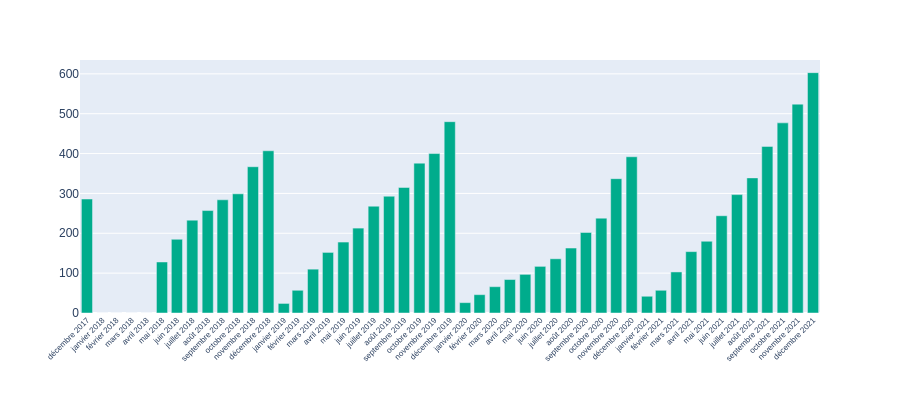 600
500
400
300
200
100
0
décembre 2017
janvier 2018
février 2018
mars 2018
avril 2018
mai 2018
juin 2018
juillet 2018
août 2018
septembre 2018
octobre 2018
novembre 2018
décembre 2018
janvier 2019
février 2019
mars 2019
avril 2019
mai 2019
juin 2019
juillet 2019
août 2019
septembre 2019
octobre 2019
novembre 2019
décembre 2019
janvier 2020
février 2020
mars 2020
avril 2020
mai 2020
juin 2020
juillet 2020
août 2020
septembre 2020
octobre 2020
novembre 2020
décembre 2020
janvier 2021
février 2021
mars 2021
avril 2021
mai 2021
juin 2021
juillet 2021
août 2021
septembre 2021
octobre 2021
novembre 2021
décembre 2021